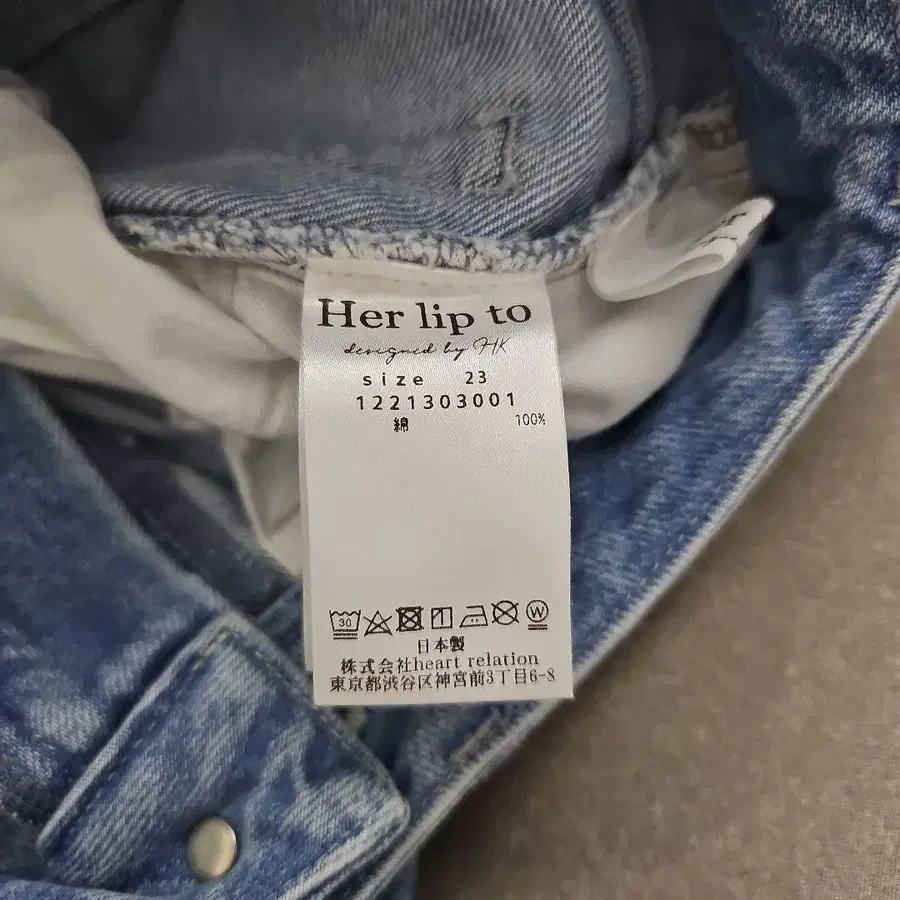 Her lip to
designed by HK
size 23
1221303001
綿 100%
30 W
日本製
株式会社heart relation
東京都渋谷区神宮前3丁目6-8